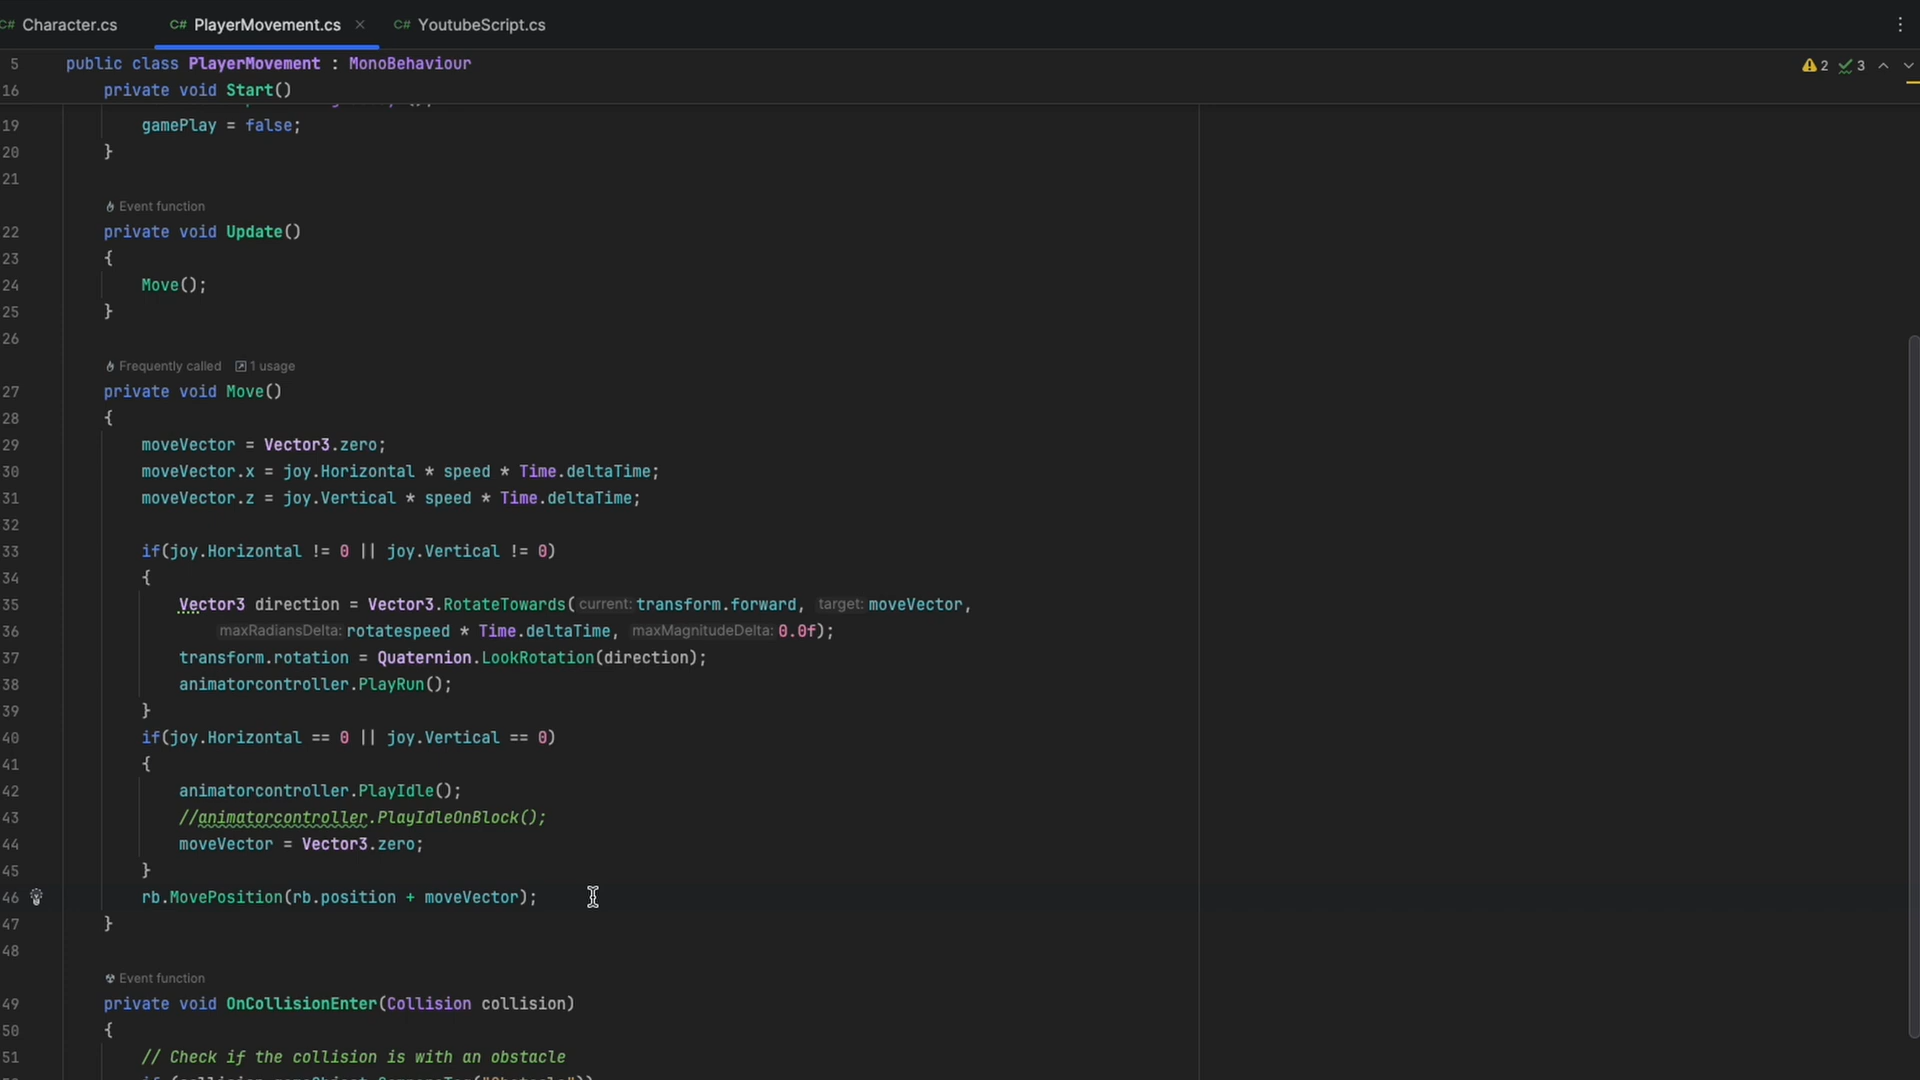 C# Character.cs C# PlayerMovement.cs × C# YoutubeScript.cs
5 public class PlayerMovement : MonoBehaviour 2 3
16 private void Start()
19 gamePlay = false;
20 }
21
Event function
22 private void Update()
23 {
24 Move();
25 }
26
Frequently called 1 usage
27 private void Move()
28 {
29 moveVector = Vector3.zero;
30 moveVector.x = joy.Horizontal * speed * Time.deltaTime;
31 moveVector.z = joy.Vertical * speed * Time.deltaTime;
32
33 if(joy.Horizontal != 0 || joy.Vertical != 0)
34 {
35 Vector3 direction = Vector3.RotateTowards( current: transform.forward, target: moveVector,
36 maxRadiansDelta: rotatespeed * Time.deltaTime, maxMagnitudeDelta: 0.0f);
37 transform.rotation = Quaternion.LookRotation(direction);
38 animatorcontroller.PlayRun();
39 }
40 if(joy.Horizontal == 0 || joy.Vertical == 0)
41 {
42 animatorcontroller.PlayIdle();
43 //animatorcontroller.PlayIdleOnBlock();
44 moveVector = Vector3.zero;
45 }
46 rb.MovePosition(rb.position + moveVector);
47 }
48
Event function
49 private void OnCollisionEnter(Collision collision)
50 {
51 // Check if the collision is with an obstacle